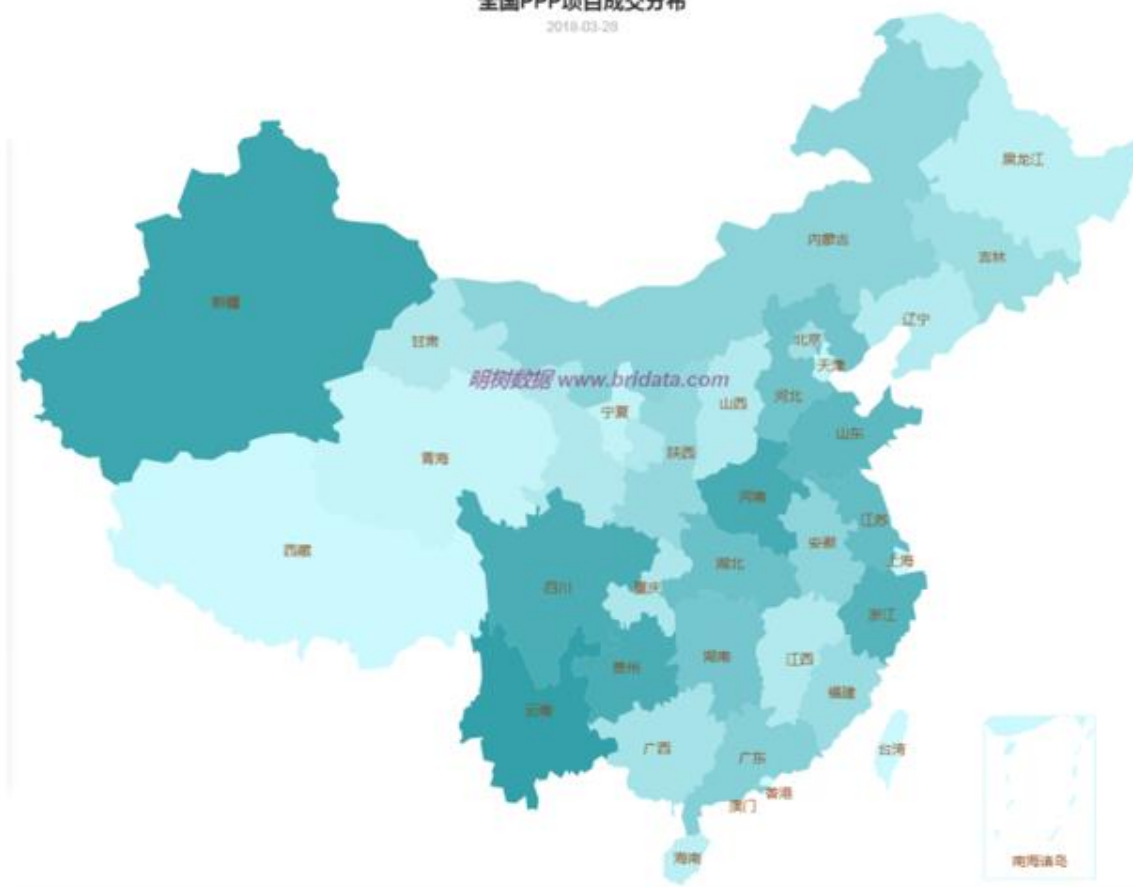 全国PPP项目成交分布
2018-03-28
黑龙江
内蒙古
吉林
新疆
辽宁
甘肃
北京
天津
明树数据 www.bridata.com
河北
山西
宁夏
山东
陕西
青海
河南
江苏
安徽
西藏
上海
湖北
四川
重庆
浙江
湖南
江西
贵州
福建
云南
广西
台湾
广东
香港
澳门
海南
南海诸岛